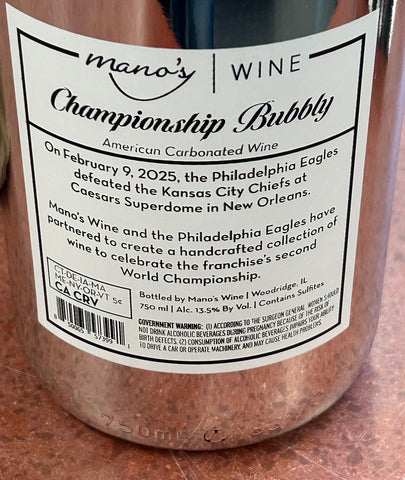 mano's | WINE
Championship Bubbly
American Carbonated Wine
On February 9, 2025, the Philadelphia Eagles
defeated the Kansas City Chiefs at
Caesars Superdome in New Orleans.
Mano's Wine and the Philadelphia Eagles have
partnered to create a handcrafted collection of
wine to celebrate the franchise's second
World Championship.
CT-DE-IA-MA
ME-NY-OR-VT 5¢
CA CRV
Bottled by Mano's Wine | Woodridge, IL
750 ml | Alc. 13.5% By Vol. | Contains Sulfites
GOVERNMENT WARNING: (1) ACCORDING TO THE SURGEON GENERAL, WOMEN SHOULD
NOT DRINK ALCOHOLIC BEVERAGES DURING PREGNANCY BECAUSE OF THE RISK OF
BIRTH DEFECTS. (2) CONSUMPTION OF ALCOHOLIC BEVERAGES IMPAIRS YOUR ABILITY
TO DRIVE A CAR OR OPERATE MACHINERY, AND MAY CAUSE HEALTH PROBLEMS.
750ml